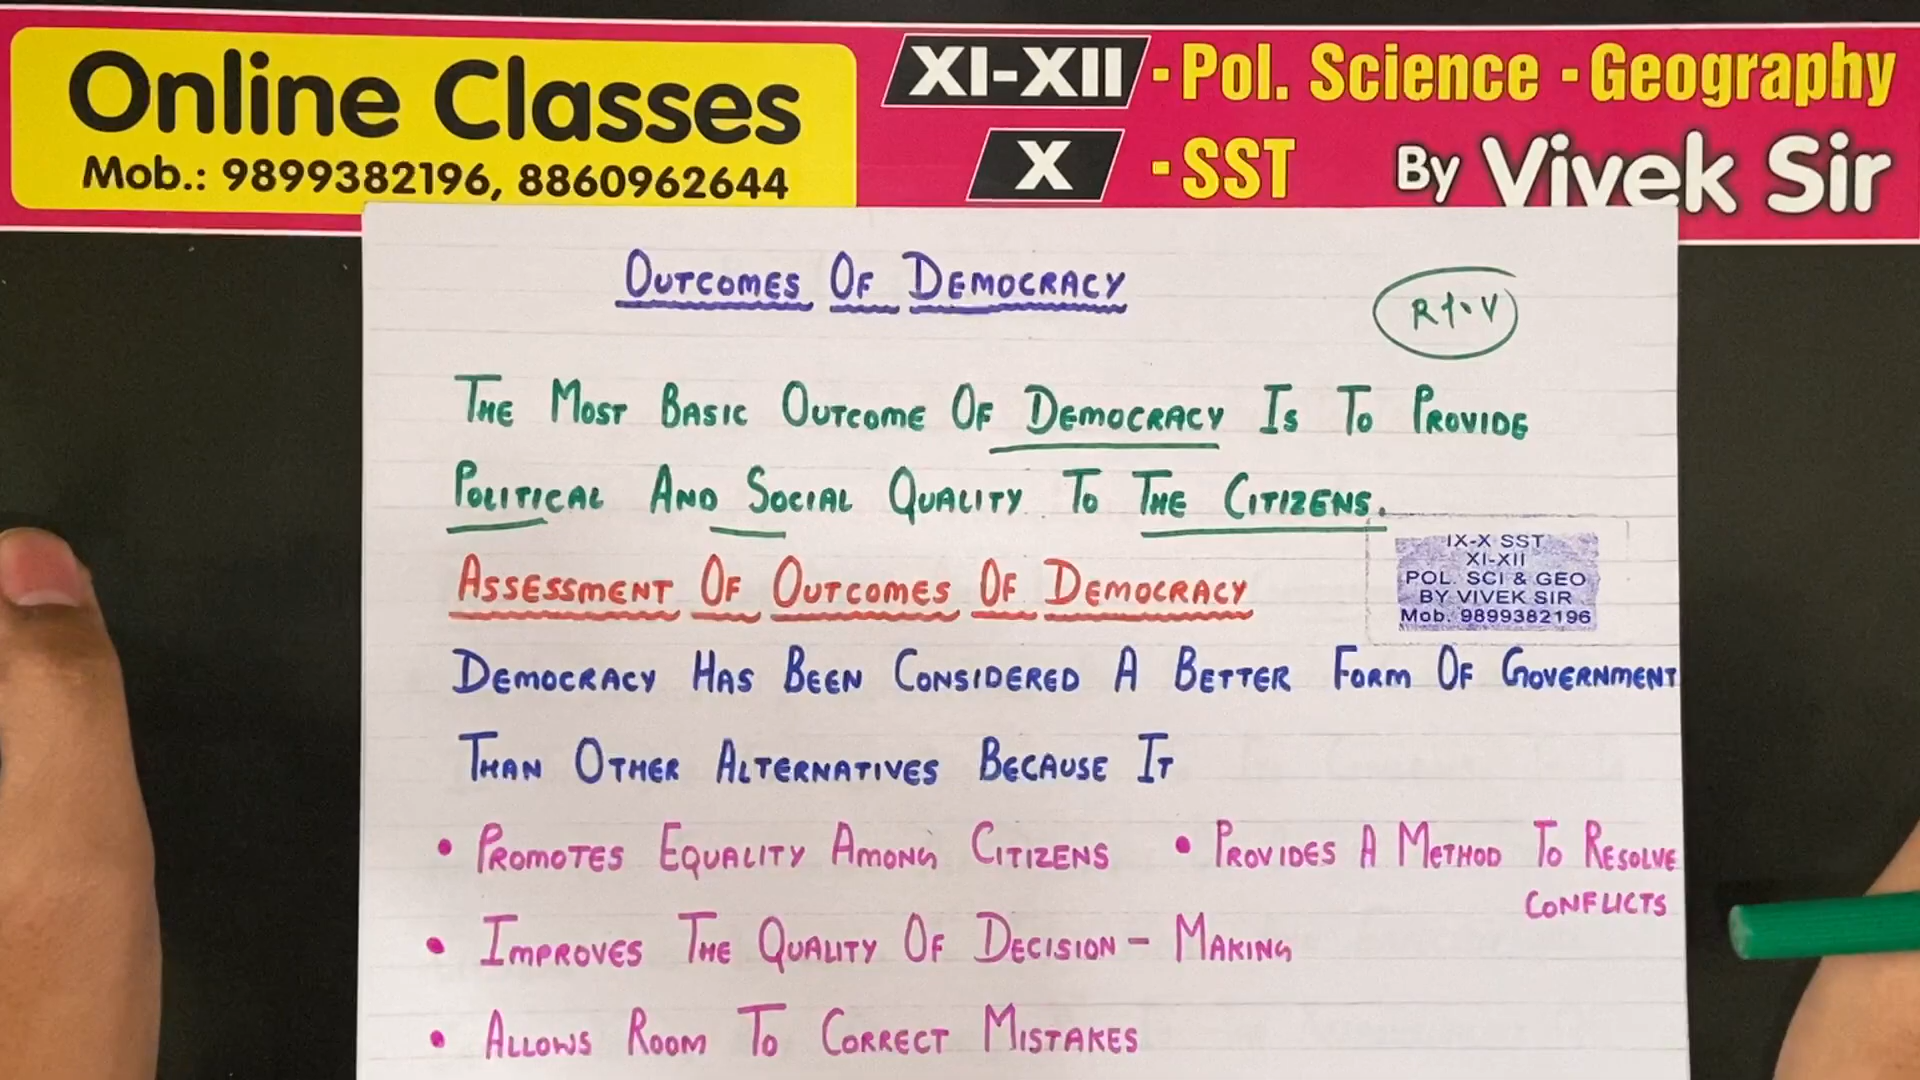 Online Classes
Mob.: 9899382196, 8860962644
XI-XII - Pol. Science - Geography
X - SST By Vivek Sir
OUTCOMES OF DEMOCRACY
THE MOST BASIC OUTCOME OF DEMOCRACY IS TO PROVIDE
POLITICAL AND SOCIAL QUALITY TO THE CITIZENS.
IX-X SST
XI-XII
POL. SCI & GEO
BY VIVEK SIR
Mob. 9899382196
ASSESSMENT OF OUTCOMES OF DEMOCRACY
DEMOCRACY HAS BEEN CONSIDERED A BETTER FORM OF GOVERNMENT
THAN OTHER ALTERNATIVES BECAUSE IT
• PROMOTES EQUALITY AMONG CITIZENS • PROVIDES A METHOD TO RESOLVE
CONFLICTS
• IMPROVES THE QUALITY OF DECISION - MAKING
• ALLOWS ROOM TO CORRECT MISTAKES